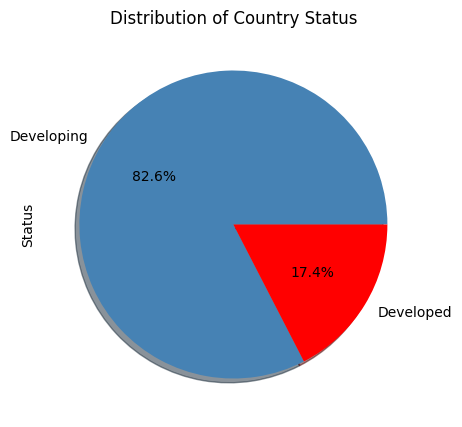 Distribution of Country Status
Developing
82.6%
Status
17.4%
Developed